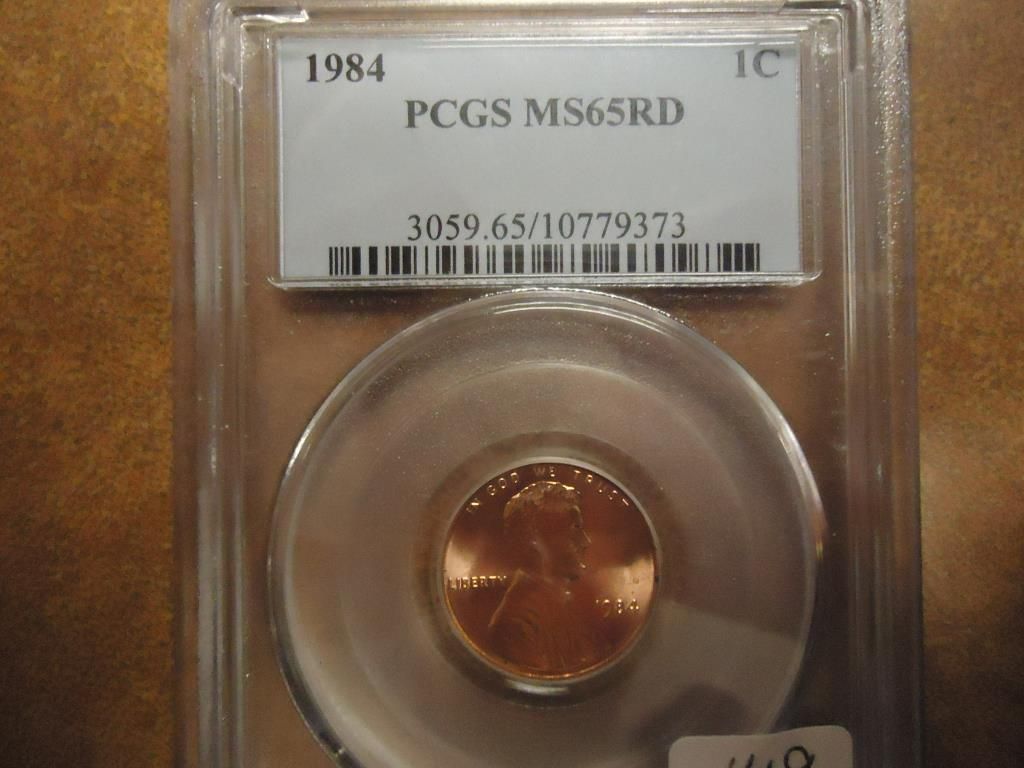 1984 1C
PCGS MS65RD
3059.65/10779373
IN GOD WE TRUST
LIBERTY
1984